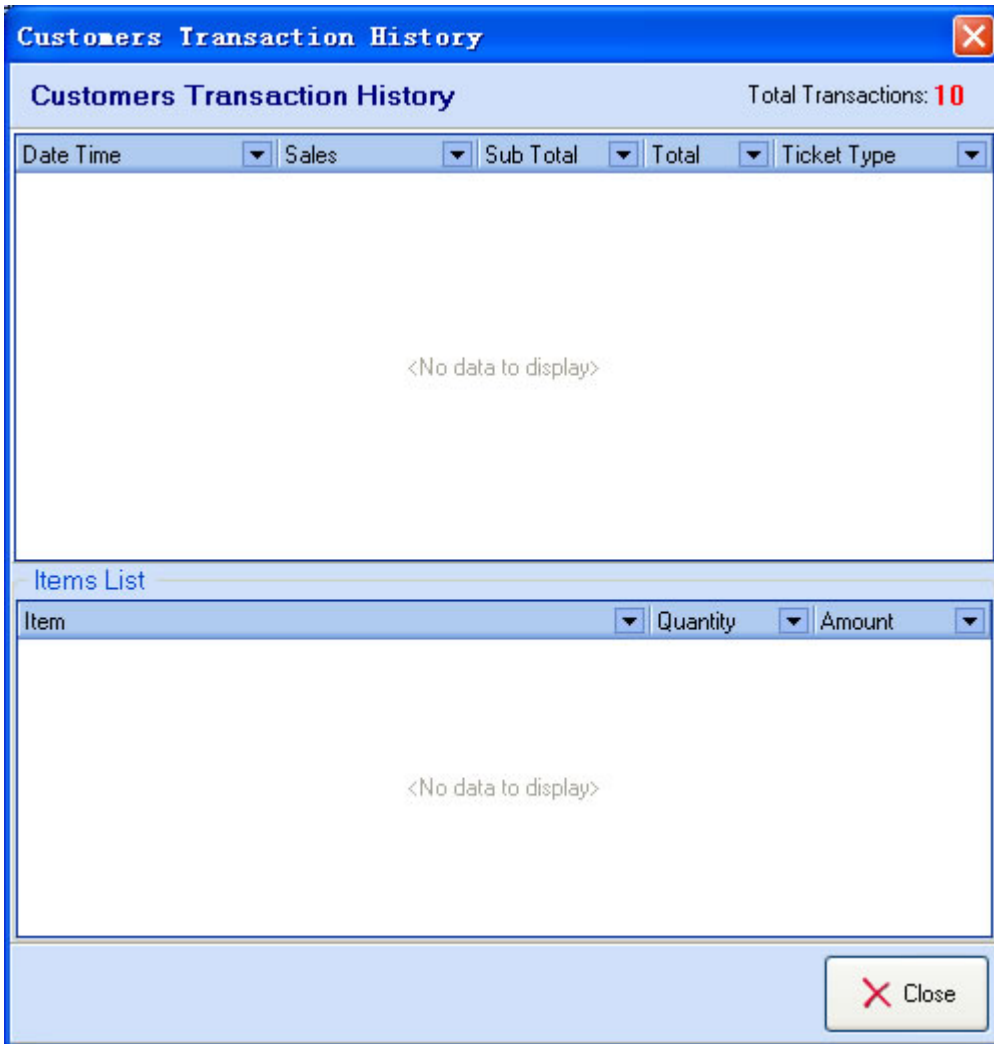 Customers Transaction History
Customers Transaction History Total Transactions: 10
Date Time Sales Sub Total Total Ticket Type
<No data to display>
Items List
Item Quantity Amount
<No data to display>
Close